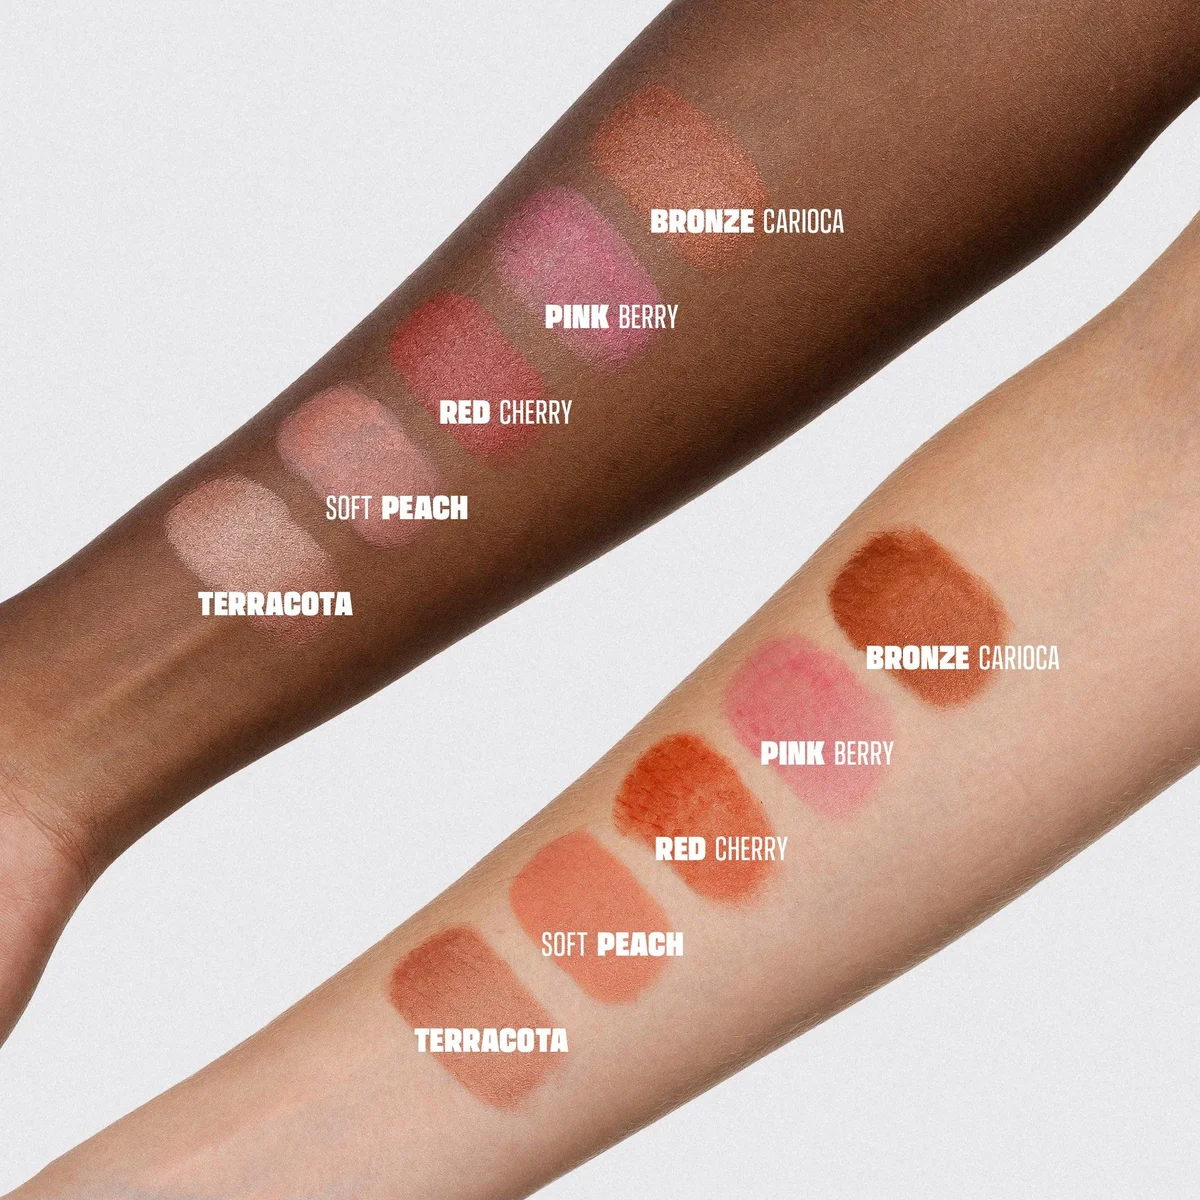 BRONZE CARIOCA
PINK BERRY
RED CHERRY
SOFT PEACH
TERRACOTA
BRONZE CARIOCA
PINK BERRY
RED CHERRY
SOFT PEACH
TERRACOTA